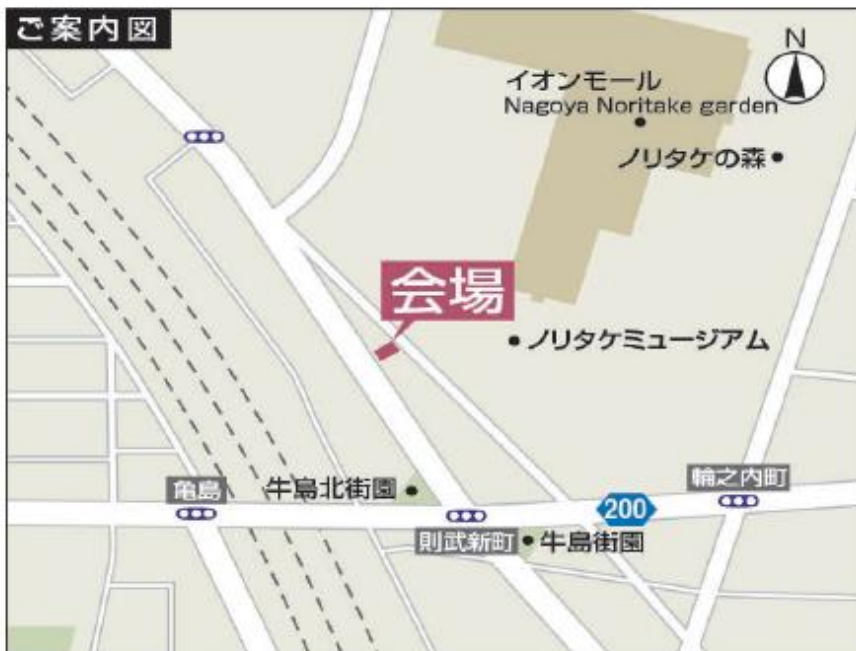 ご案内図
N
イオンモール
Nagoya Noritake garden
ノリタケの森
会場
ノリタケミュージアム
亀島
牛島北街園
輪之内町
200
則武新町
牛島街園